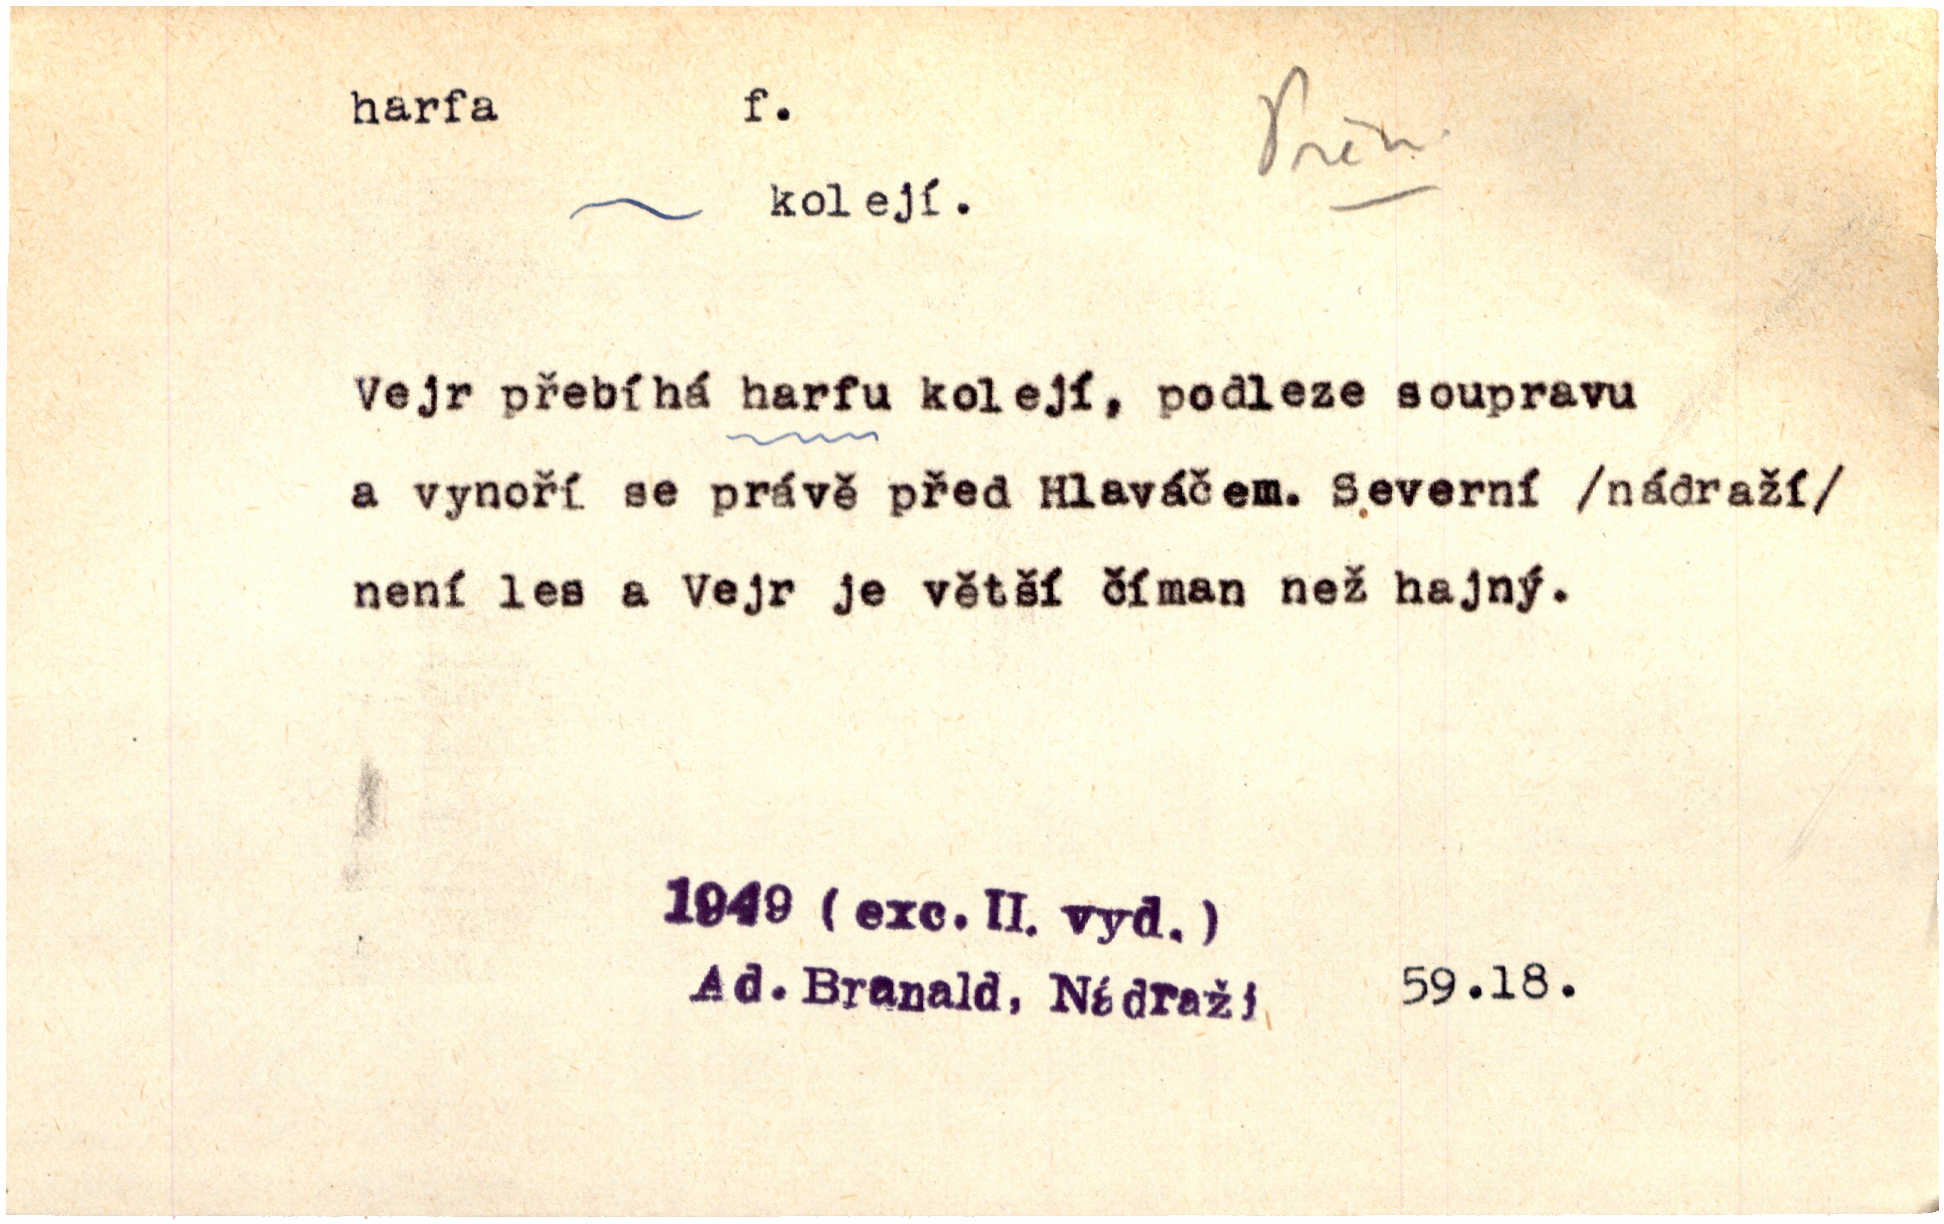 harfa f.
~ kolejí.
Vejr přebíhá harfu kolejí, podleze soupravu
a vynoří se právě před Hlaváčem. Severní /nádraží/
není les a Vejr je větší číman než hajný.
1949 (exc. II. vyd.)
Ad. Branald, Nádraží 59.18.